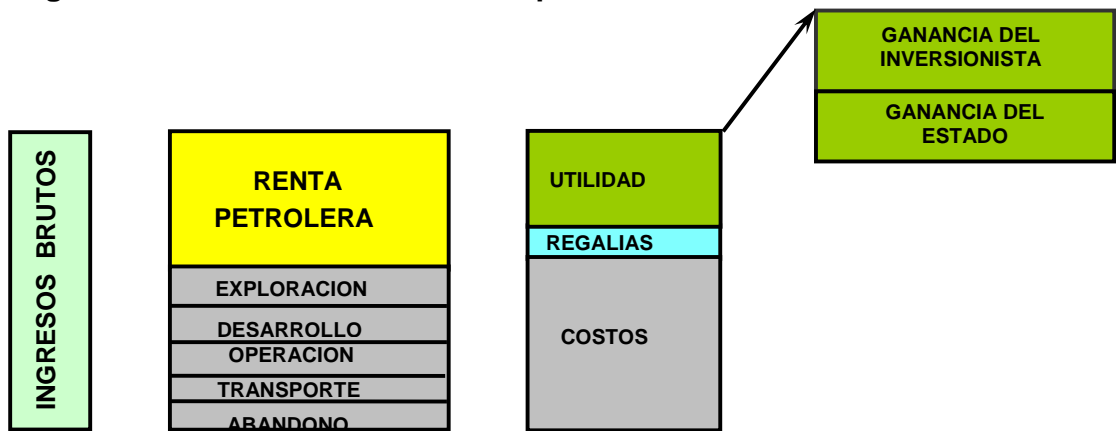 INGRESOS BRUTOS
RENTA
PETROLERA
EXPLORACION
DESARROLLO
OPERACION
TRANSPORTE
ABANDONO
UTILIDAD
REGALIAS
COSTOS
GANANCIA DEL
INVERSIONISTA
GANANCIA DEL
ESTADO